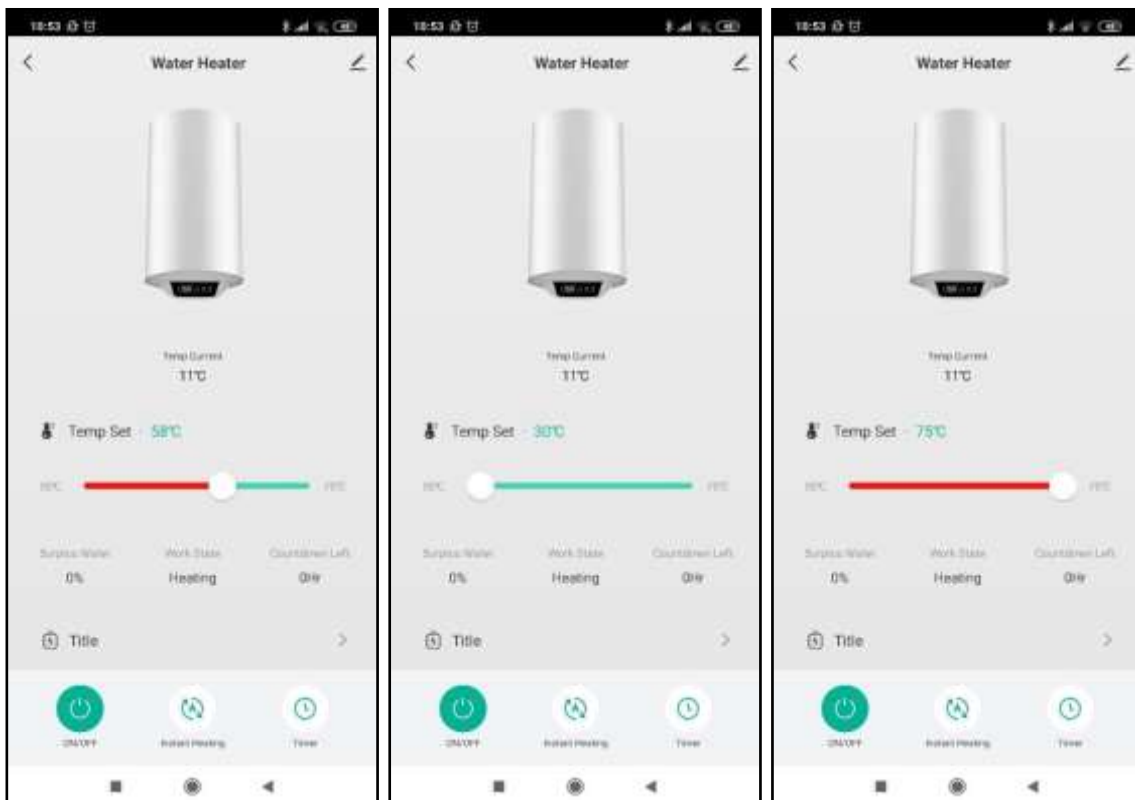 18:53
Water Heater
Temp Current
11°C
Temp Set · 58°C
Surplus Water
Work State
Countdown Left
0%
Heating
0Hr
Title
ON/OFF
Instant Heating
Timer
18:53
Water Heater
Temp Current
11°C
Temp Set · 30°C
Surplus Water
Work State
Countdown Left
0%
Heating
0Hr
Title
ON/OFF
Instant Heating
Timer
18:53
Water Heater
Temp Current
11°C
Temp Set · 75°C
Surplus Water
Work State
Countdown Left
0%
Heating
0Hr
Title
ON/OFF
Instant Heating
Timer